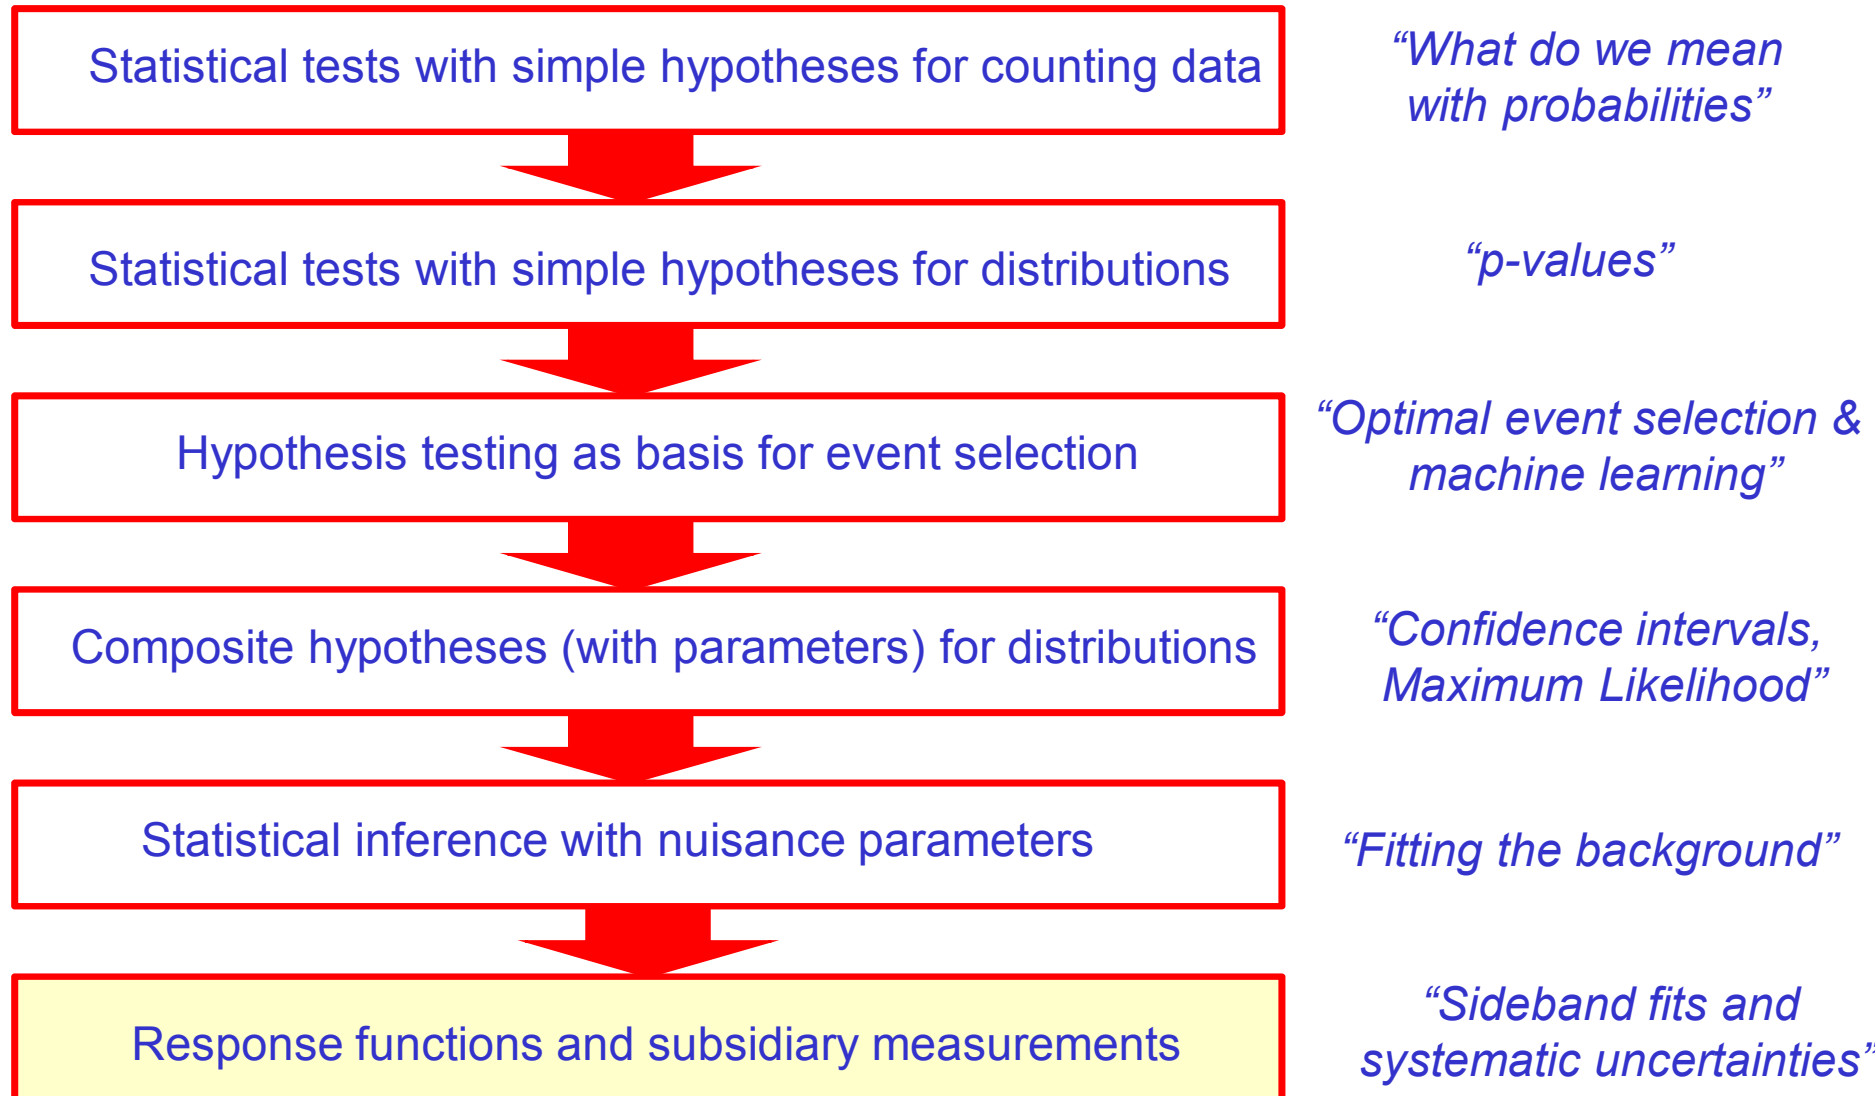 Statistical tests with simple hypotheses for counting data
“What do we mean
with probabilities”
Statistical tests with simple hypotheses for distributions
“p-values”
Hypothesis testing as basis for event selection
“Optimal event selection &
machine learning”
Composite hypotheses (with parameters) for distributions
“Confidence intervals,
Maximum Likelihood”
Statistical inference with nuisance parameters
“Fitting the background”
Response functions and subsidiary measurements
“Sideband fits and
systematic uncertainties”